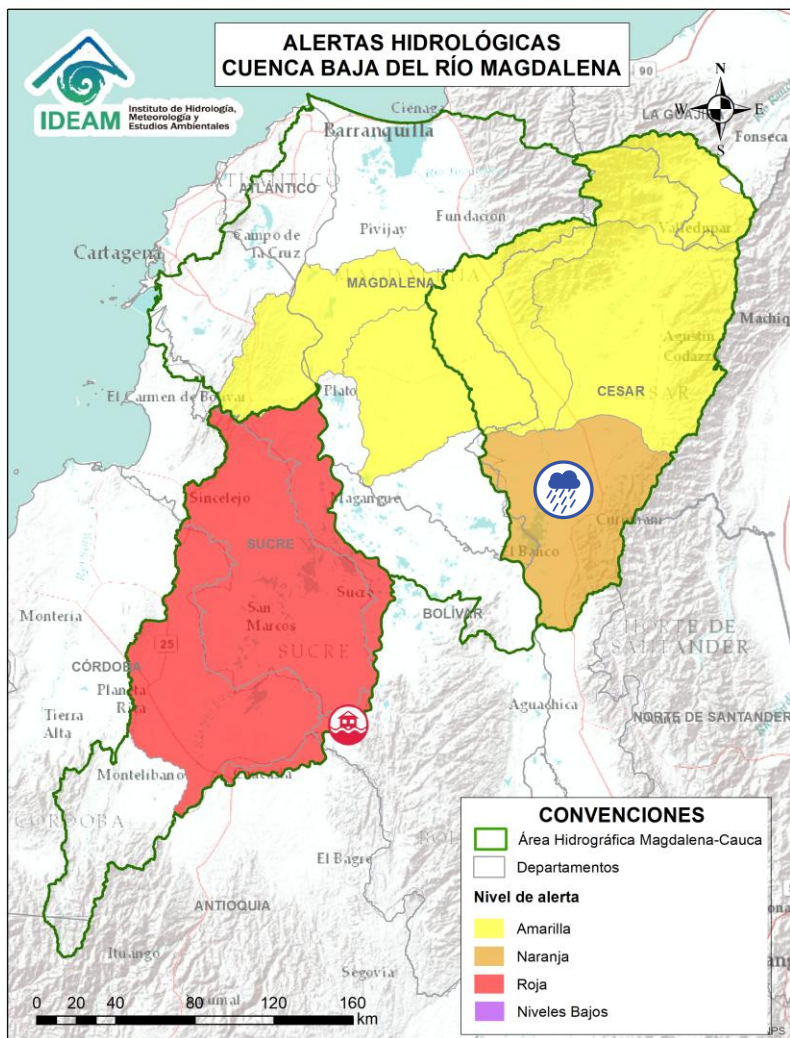 ALERTAS HIDROLÓGICAS
CUENCA BAJA DEL RÍO MAGDALENA
IDEAM
Instituto de Hidrología,
Meteorología y
Estudios Ambientales
N
W
E
S
90
LA GUAJIRA
Fonseca
Ciénaga
Barranquilla
ATLÁNTICO
Fundación
Pivijay
Campo de
la Cruz
Valledupar
Cartagena
MAGDALENA
Machiq
Agustín
Codazzi
CESAR
El Carmen de Bolívar
Plato
Sincelejo
Magangué
SUCRE
Curumaní
El Banco
Sucre
San
Marcos
BOLÍVAR
Montería
25
SUCRE
NORTE DE
SANTANDER
CÓRDOBA
Planeta
Rica
Aguachica
Tierra
Alta
NORTE DE SANTANDER
Montelíbano
CÓRDOBA
El Bagre
ANTIOQUIA
Ituango
Segovia
CONVENCIONES
Área Hidrográfica Magdalena-Cauca
Departamentos
Nivel de alerta
Amarilla
Naranja
Roja
Niveles Bajos
0 20 40 80 120 160
km